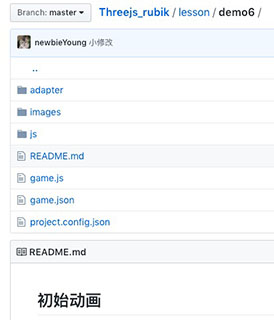 Branch: master
Threejs_rubik / lesson / demo6 /
newbieYoung 小修改
..
adapter
images
js
README.md
game.js
game.json
project.config.json
README.md
初始动画